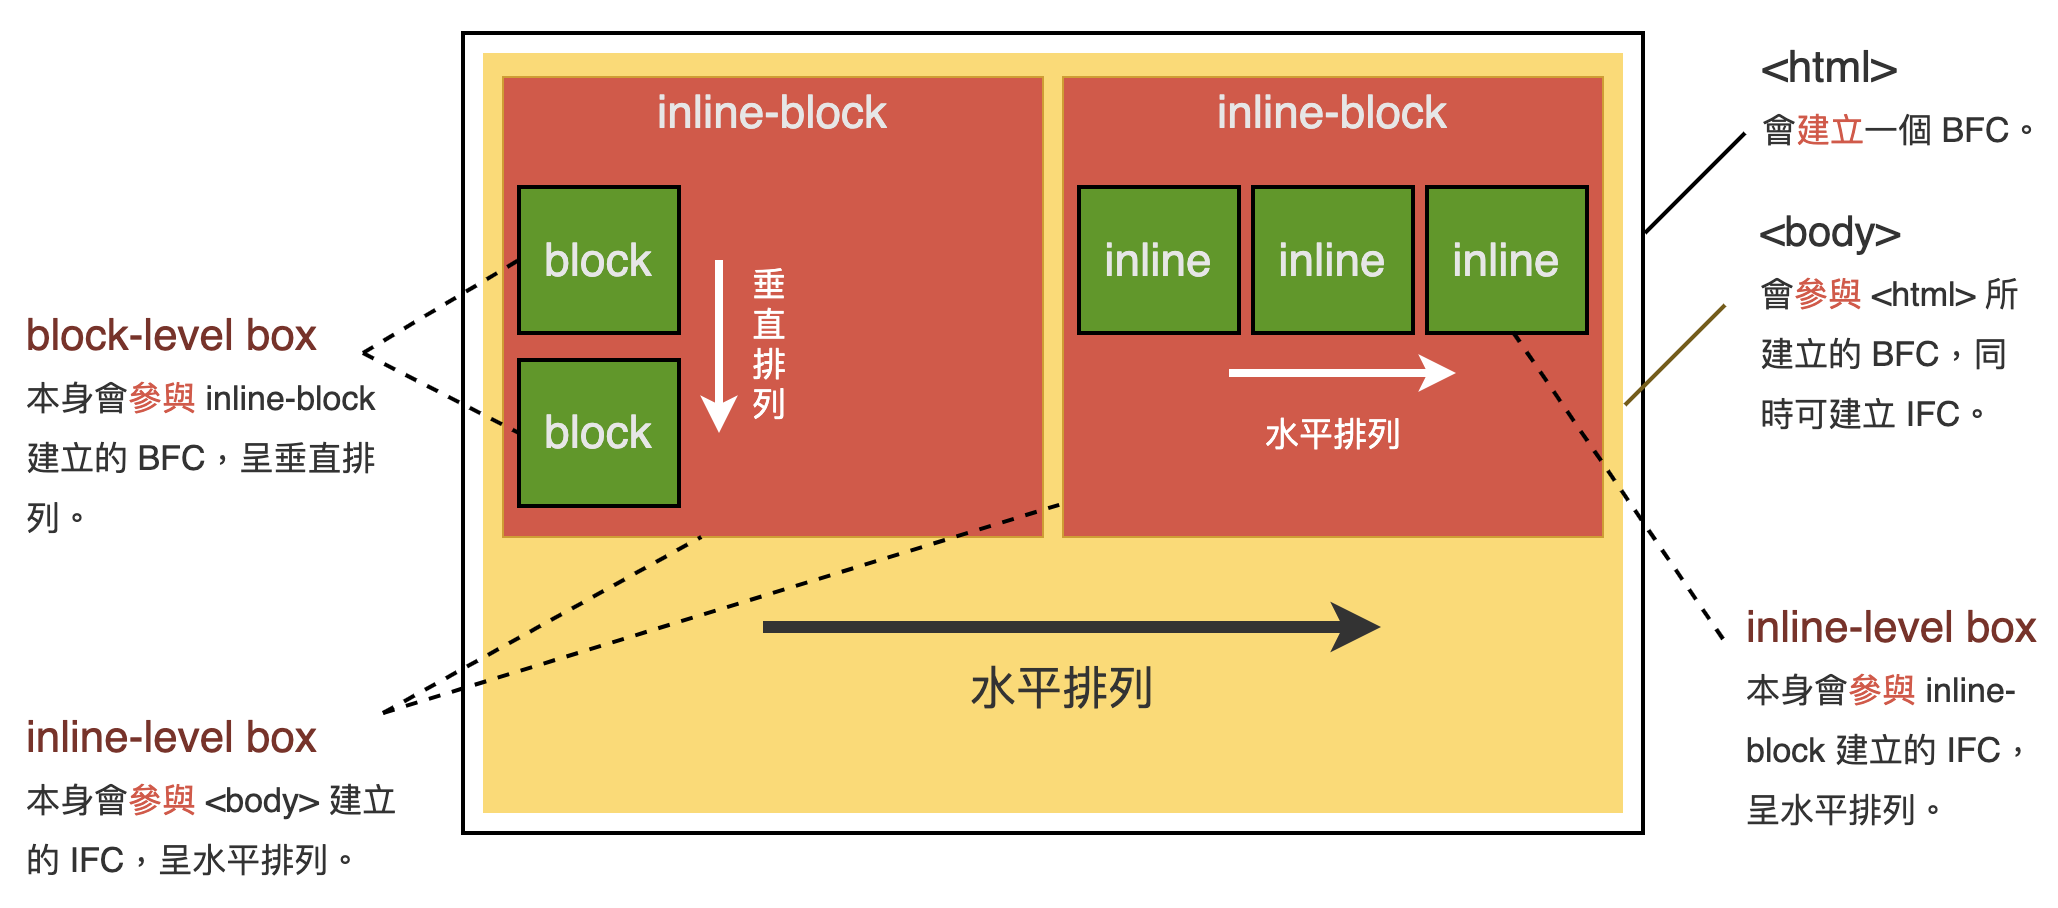 inline-block
block
block
垂
直
排
列
inline-block
inline inline inline
水平排列
水平排列
<html>
會建立一個 BFC。
<body>
會參與 <html> 所
建立的 BFC，同
時可建立 IFC。
block-level box
本身會參與 inline-block
建立的 BFC，呈垂直排
列。
inline-level box
本身會參與 <body> 建立
的 IFC，呈水平排列。
inline-level box
本身會參與 inline-
block 建立的 IFC，
呈水平排列。